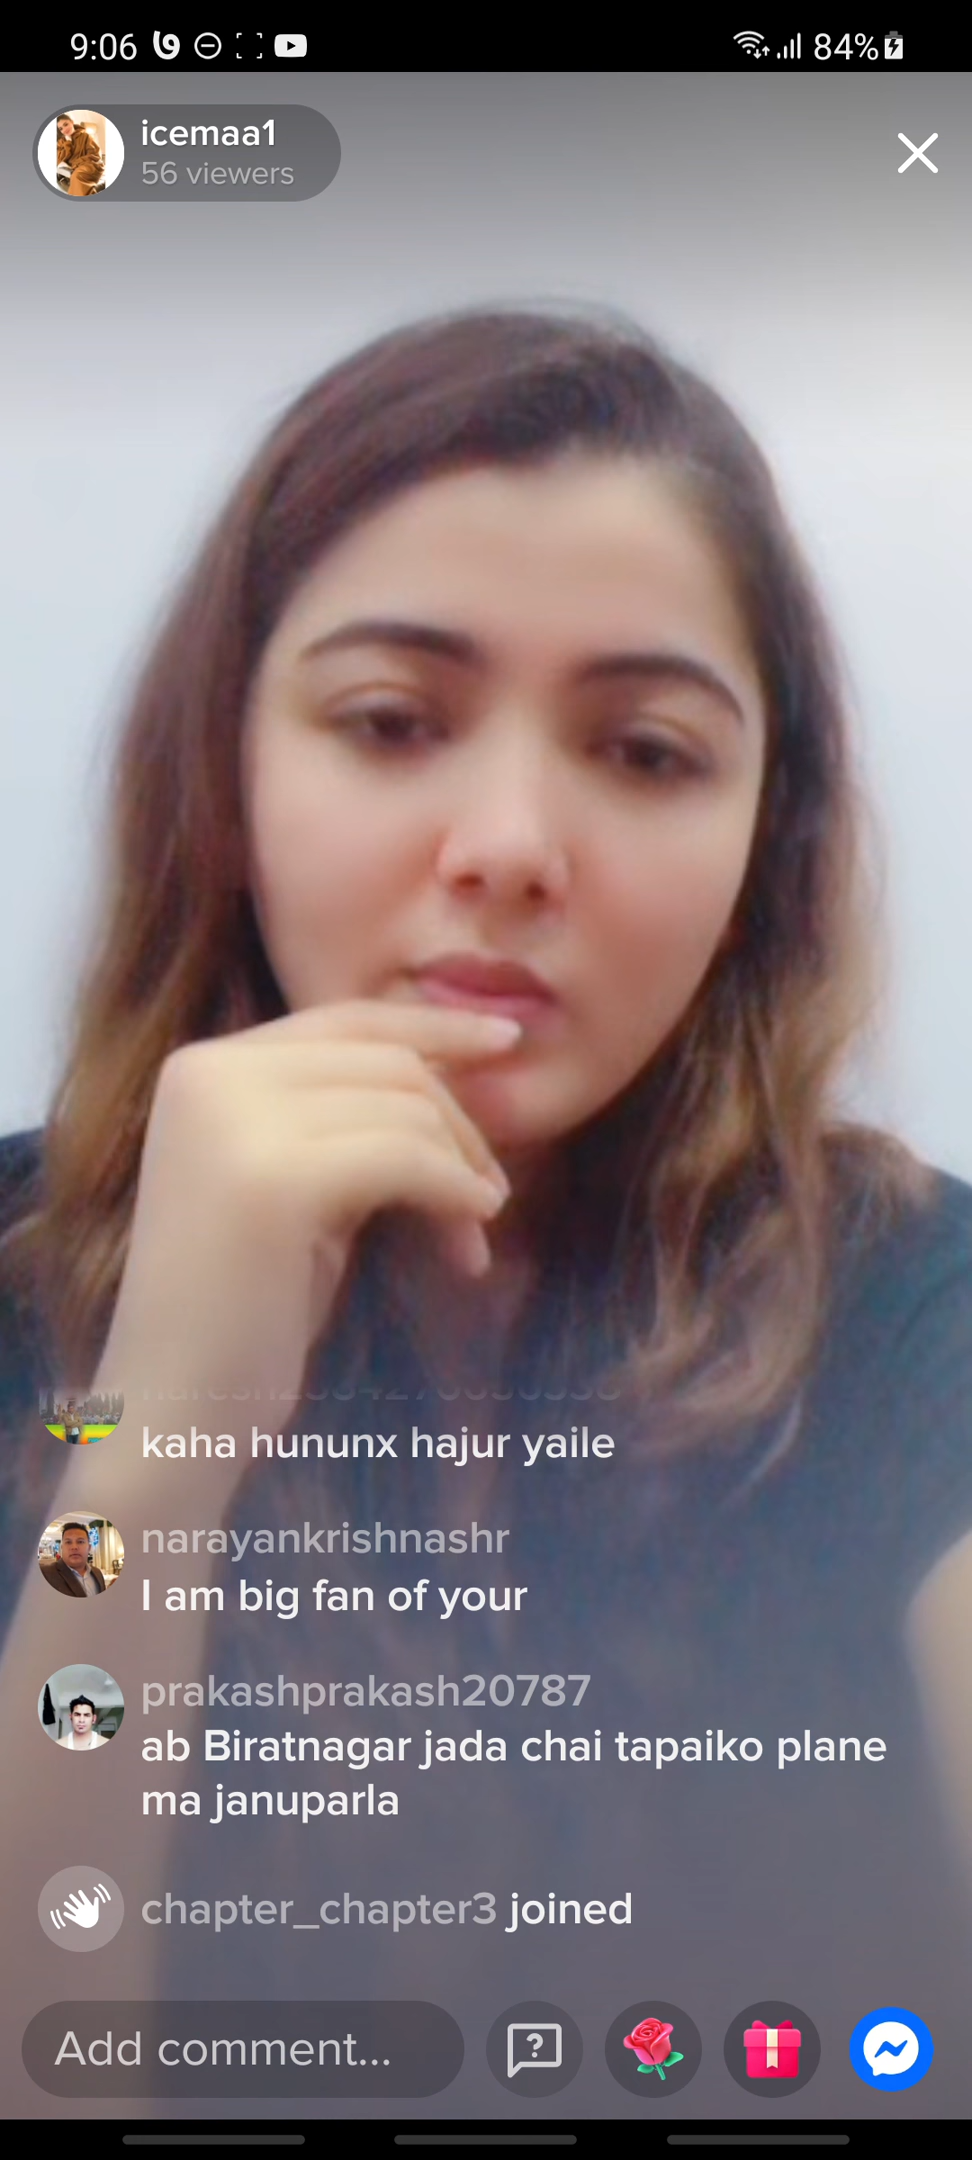 9:06
84%
icemaa1
56 viewers
kaha hununx hajur yaile
narayankrishnashr
I am big fan of your
prakashprakash20787
ab Biratnagar jada chai tapaiko plane
ma januparla
chapter_chapter3 joined
Add comment...